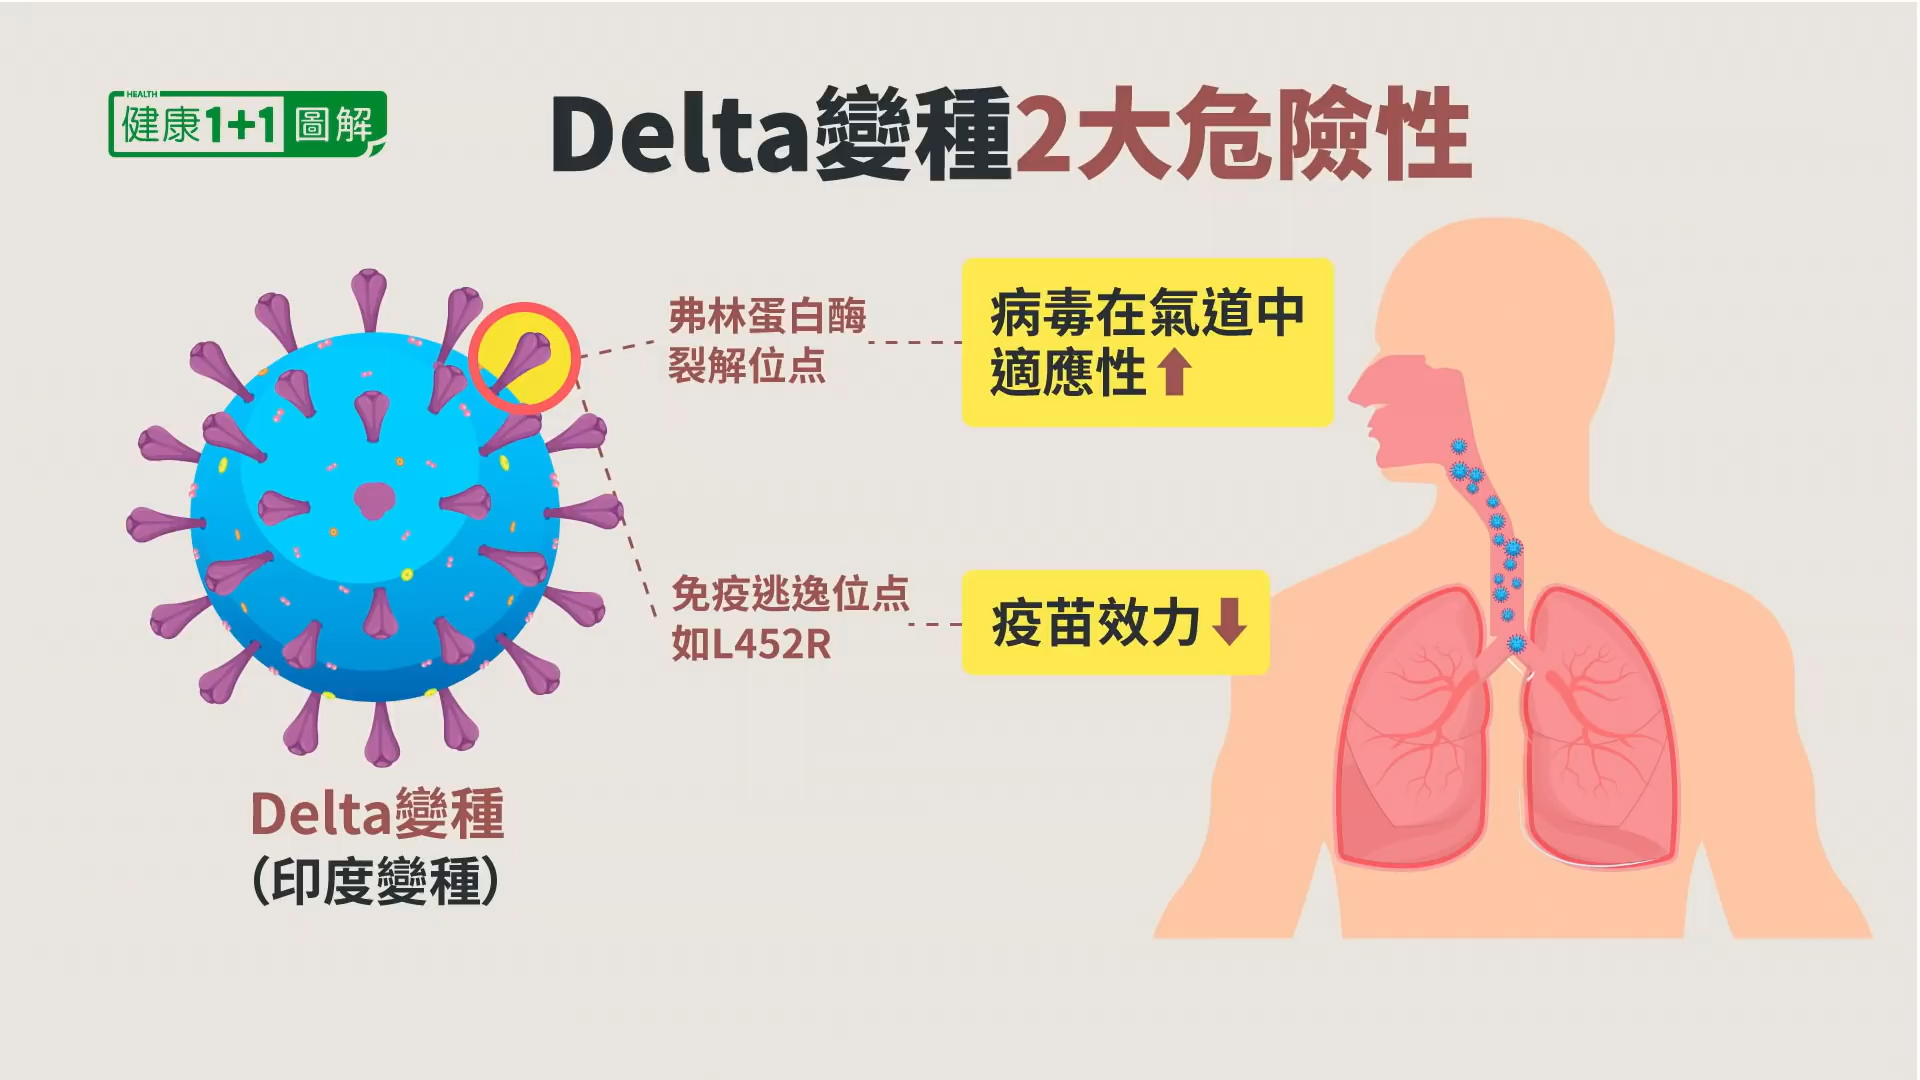 HEALTH
健康1+1圖解
Delta變種2大危險性
弗林蛋白酶
裂解位点
病毒在氣道中
適應性
免疫逃逸位点
如L452R
疫苗效力
Delta變種
（印度變種）